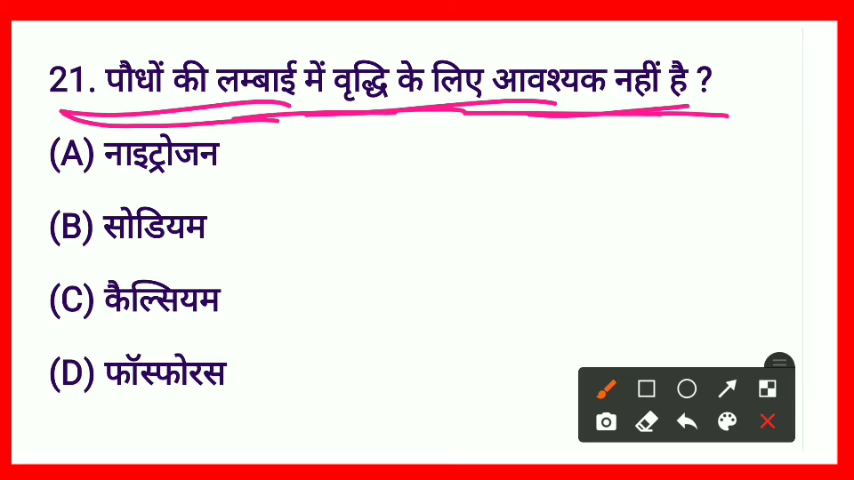 21. पौधों की लम्बाई में वृद्धि के लिए आवश्यक नहीं है ?
(A) नाइट्रोजन
(B) सोडियम
(C) कैल्सियम
(D) फॉस्फोरस